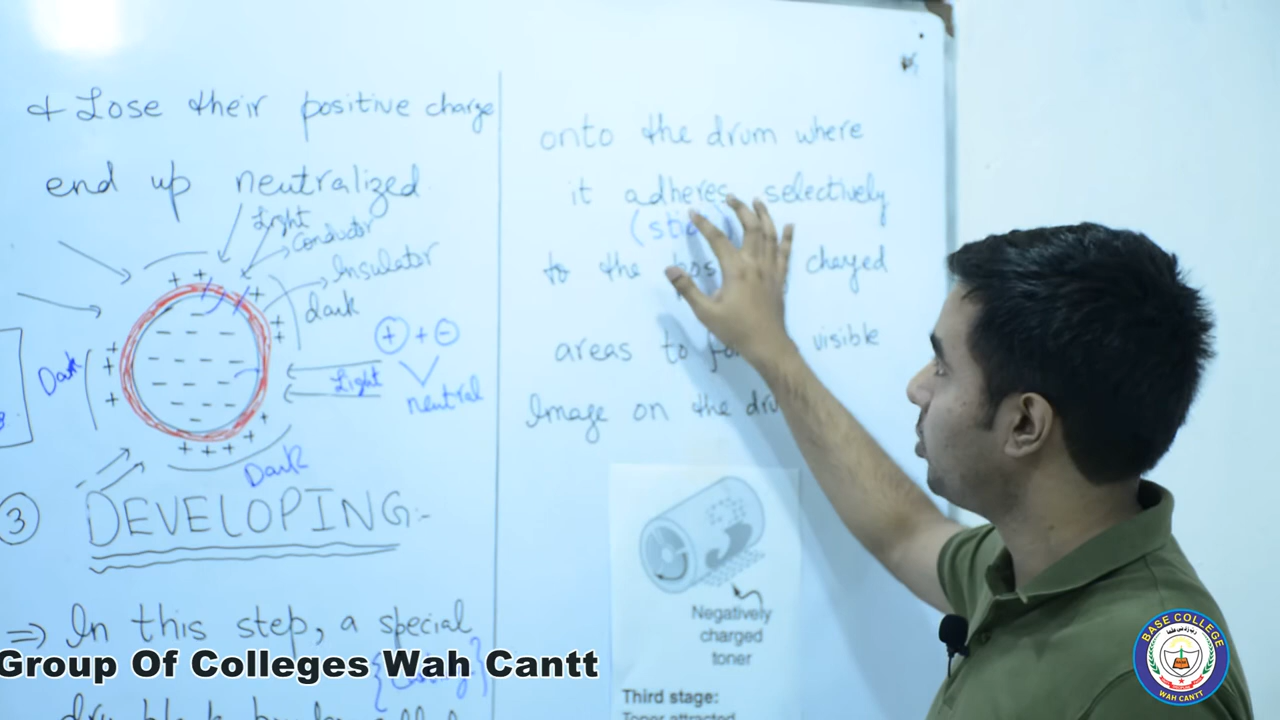 & Lose their positive charge
end up neutralized
Light
Conductor
Insulator
dark
Dark
+ + -
Light
neutral
Dark
3 DEVELOPING:-
⇒ In this step, a special
onto the drum where
it adheres selectively
to the charged
areas to visible
Image on the
Negatively
charged
toner
Third stage:
Toner attracted
Group Of Colleges Wah Cantt
BASE COLLEGE
WAH CANTT